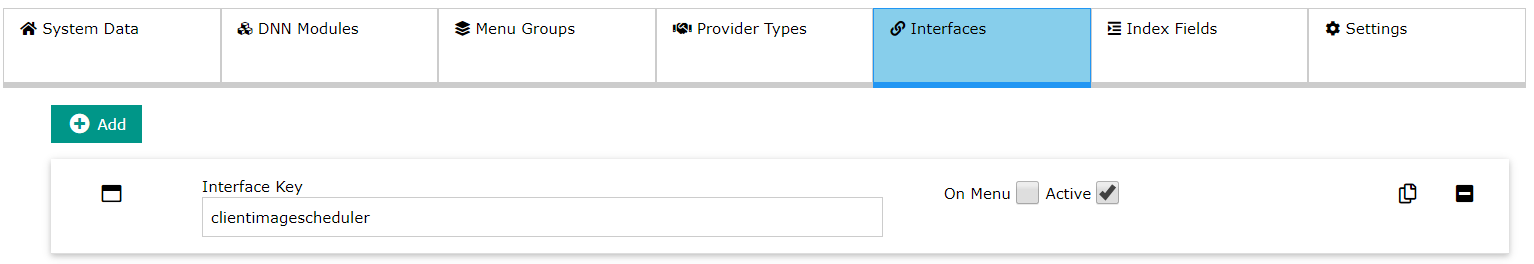 System Data DNN Modules Menu Groups Provider Types Interfaces Index Fields Settings
Add
Interface Key
On Menu Active
clientimagescheduler